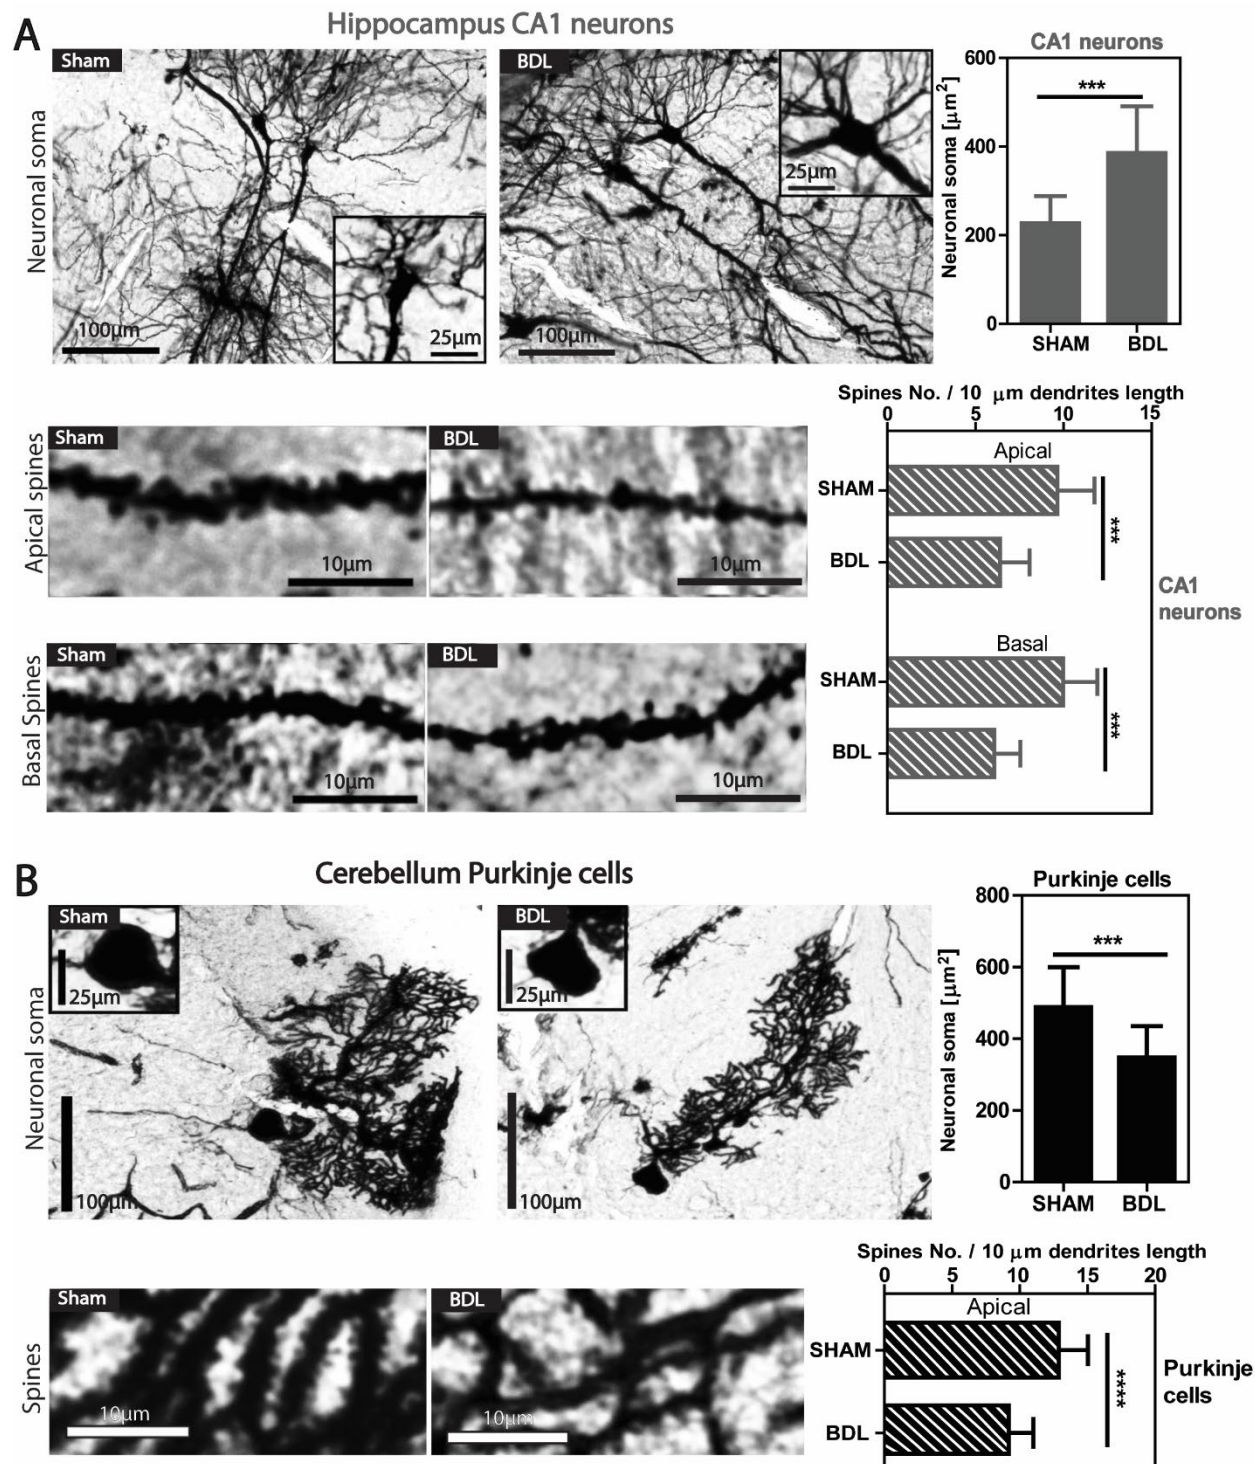 A
Hippocampus CA1 neurons
Neuronal soma
Sham
100µm
25µm
BDL
100µm
25µm
CA1 neurons
Neuronal soma [µm²]
600
400
200
0
***
SHAM
BDL
Apical spines
Sham
10µm
BDL
10µm
Spines No. / 10 µm dendrites length
0 5 10 15
Apical
SHAM
BDL
***
Basal
SHAM
BDL
***
CA1
neurons
Basal Spines
Sham
10µm
BDL
10µm
B
Cerebellum Purkinje cells
Neuronal soma
Sham
25µm
100µm
BDL
25µm
100µm
Purkinje cells
Neuronal soma [µm²]
800
600
400
200
0
***
SHAM
BDL
Spines
Sham
10µm
BDL
10µm
Spines No. / 10 µm dendrites length
0 5 10 15 20
Apical
SHAM
BDL
****
Purkinje
cells